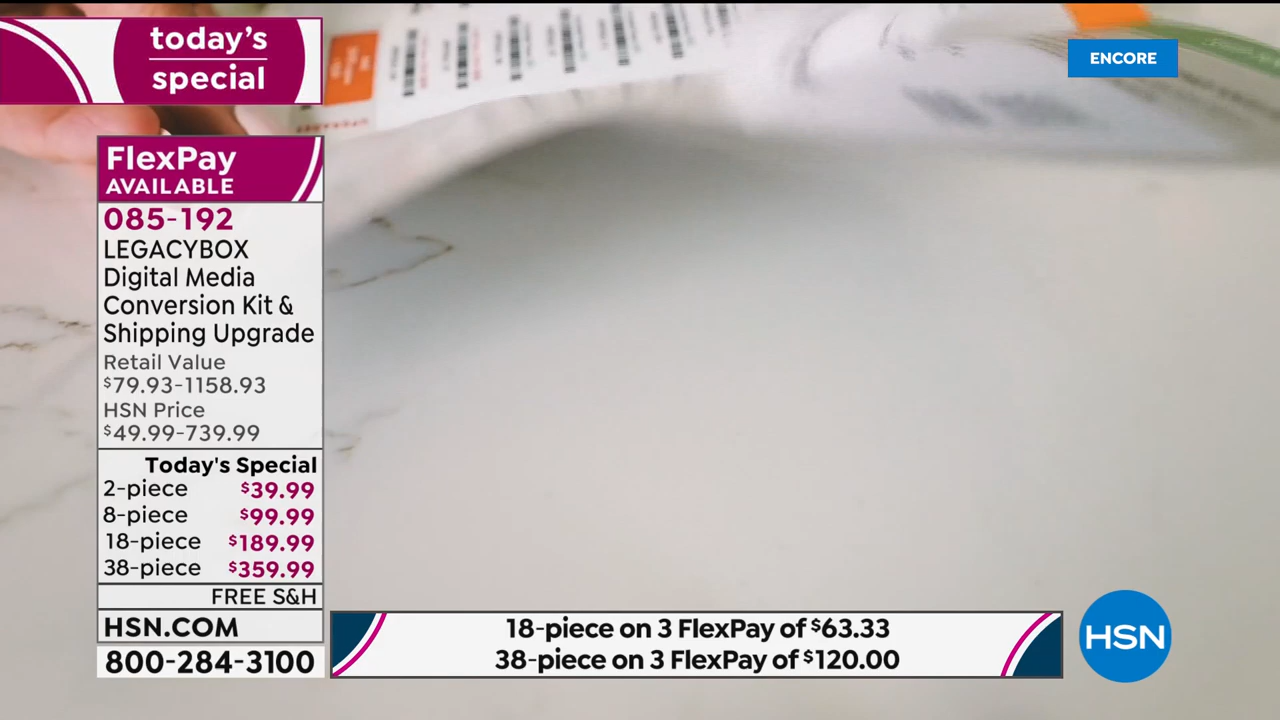 today's
special
ENCORE
FlexPay
AVAILABLE
085-192
LEGACYBOX
Digital Media
Conversion Kit &
Shipping Upgrade
Retail Value
$79.93-1158.93
HSN Price
$49.99-739.99
Today's Special
2-piece $39.99
8-piece $99.99
18-piece $189.99
38-piece $359.99
FREE S&H
HSN.COM
800-284-3100
18-piece on 3 FlexPay of $63.33
38-piece on 3 FlexPay of $120.00
HSN